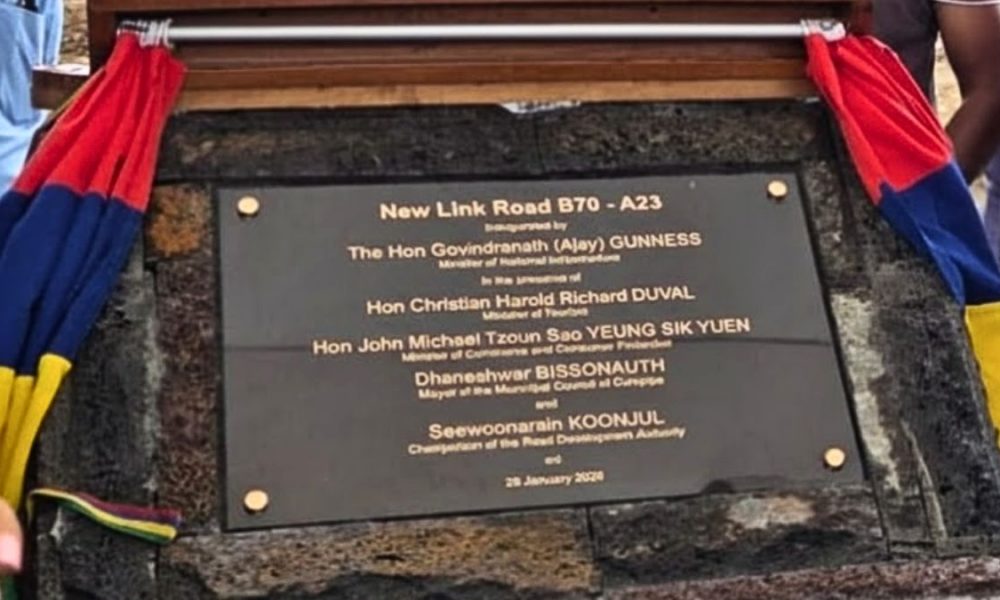 New Link Road B70 - A23
Inaugurated by
The Hon Govindranath (Ajay) GUNNESS
Minister of National Infrastructure
in the presence of
Hon Christian Harold Richard DUVAL
Minister of Tourism
Hon John Michael Tzoun Sao YEUNG SIK YUEN
Minister of Commerce and Consumer Protection
Dhaneshwar BISSONAUTH
Mayor of the Municipal Council of Curepipe
and
Seewoonarain KOONJUL
Chairperson of the Road Development Authority
on
January 2026